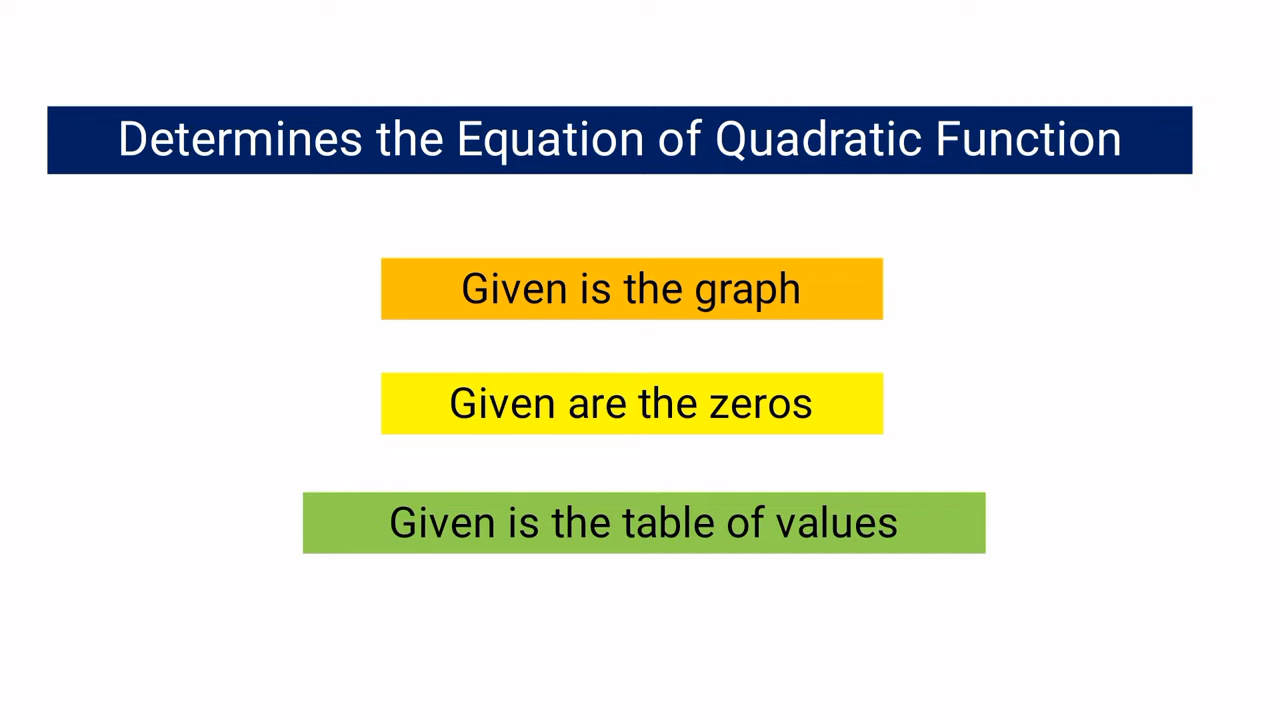 Determines the Equation of Quadratic Function
Given is the graph
Given are the zeros
Given is the table of values